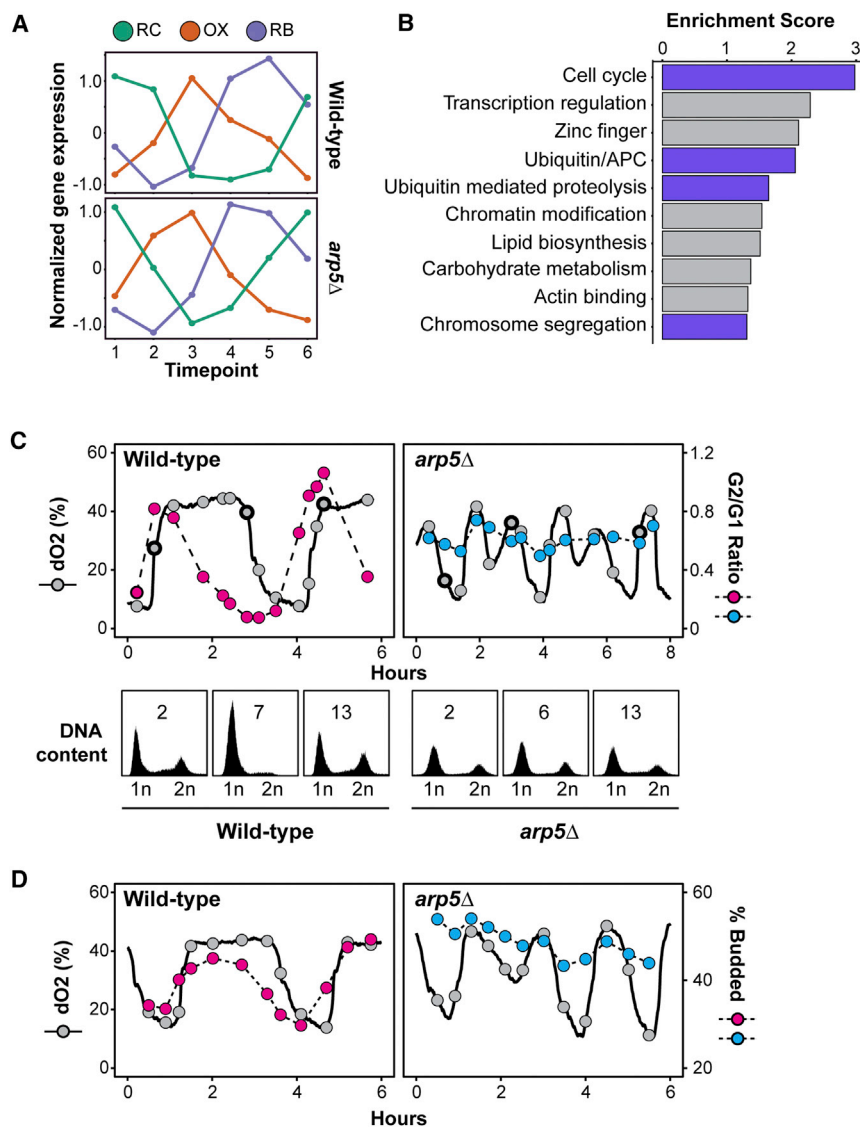 A
RC OX RB
1.0
0
-1.0
Wild-type
1.0
0
-1.0
arp5Δ
Normalized gene expression
1 2 3 4 5 6
Timepoint
B
Enrichment Score
0 1 2 3
Cell cycle
Transcription regulation
Zinc finger
Ubiquitin/APC
Ubiquitin mediated proteolysis
Chromatin modification
Lipid biosynthesis
Carbohydrate metabolism
Actin binding
Chromosome segregation
C
Wild-type
arp5Δ
60
40
20
0
dO2 (%)
1.2
0.8
0.4
0
G2/G1 Ratio
0 2 4 6
0 2 4 6 8
Hours
DNA content
2 7 13
2 6 13
1n 2n 1n 2n 1n 2n
1n 2n 1n 2n 1n 2n
Wild-type
arp5Δ
D
Wild-type
arp5Δ
60
40
20
0
dO2 (%)
60
40
20
% Budded
0 2 4 6
0 2 4 6
Hours